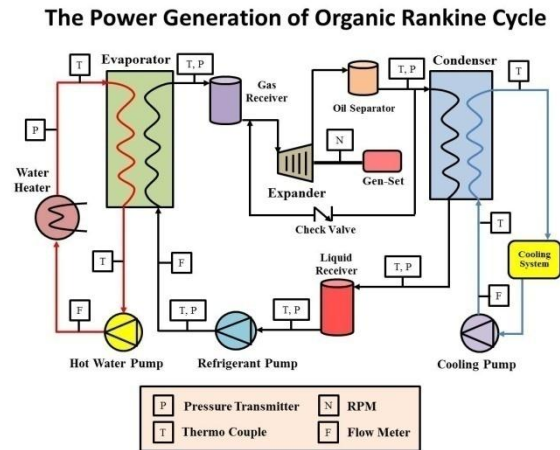 The Power Generation of Organic Rankine Cycle
Evaporator
Condenser
T
T, P
T, P
T
Gas
Receiver
Oil Separator
P
N
Water
Heater
Expander
Gen-Set
Check Valve
T
Cooling
System
T
F
Liquid
Receiver
T, P
F
F
T, P
T, P
Hot Water Pump
Refrigerant Pump
Cooling Pump
P Pressure Transmitter
N RPM
T Thermo Couple
F Flow Meter